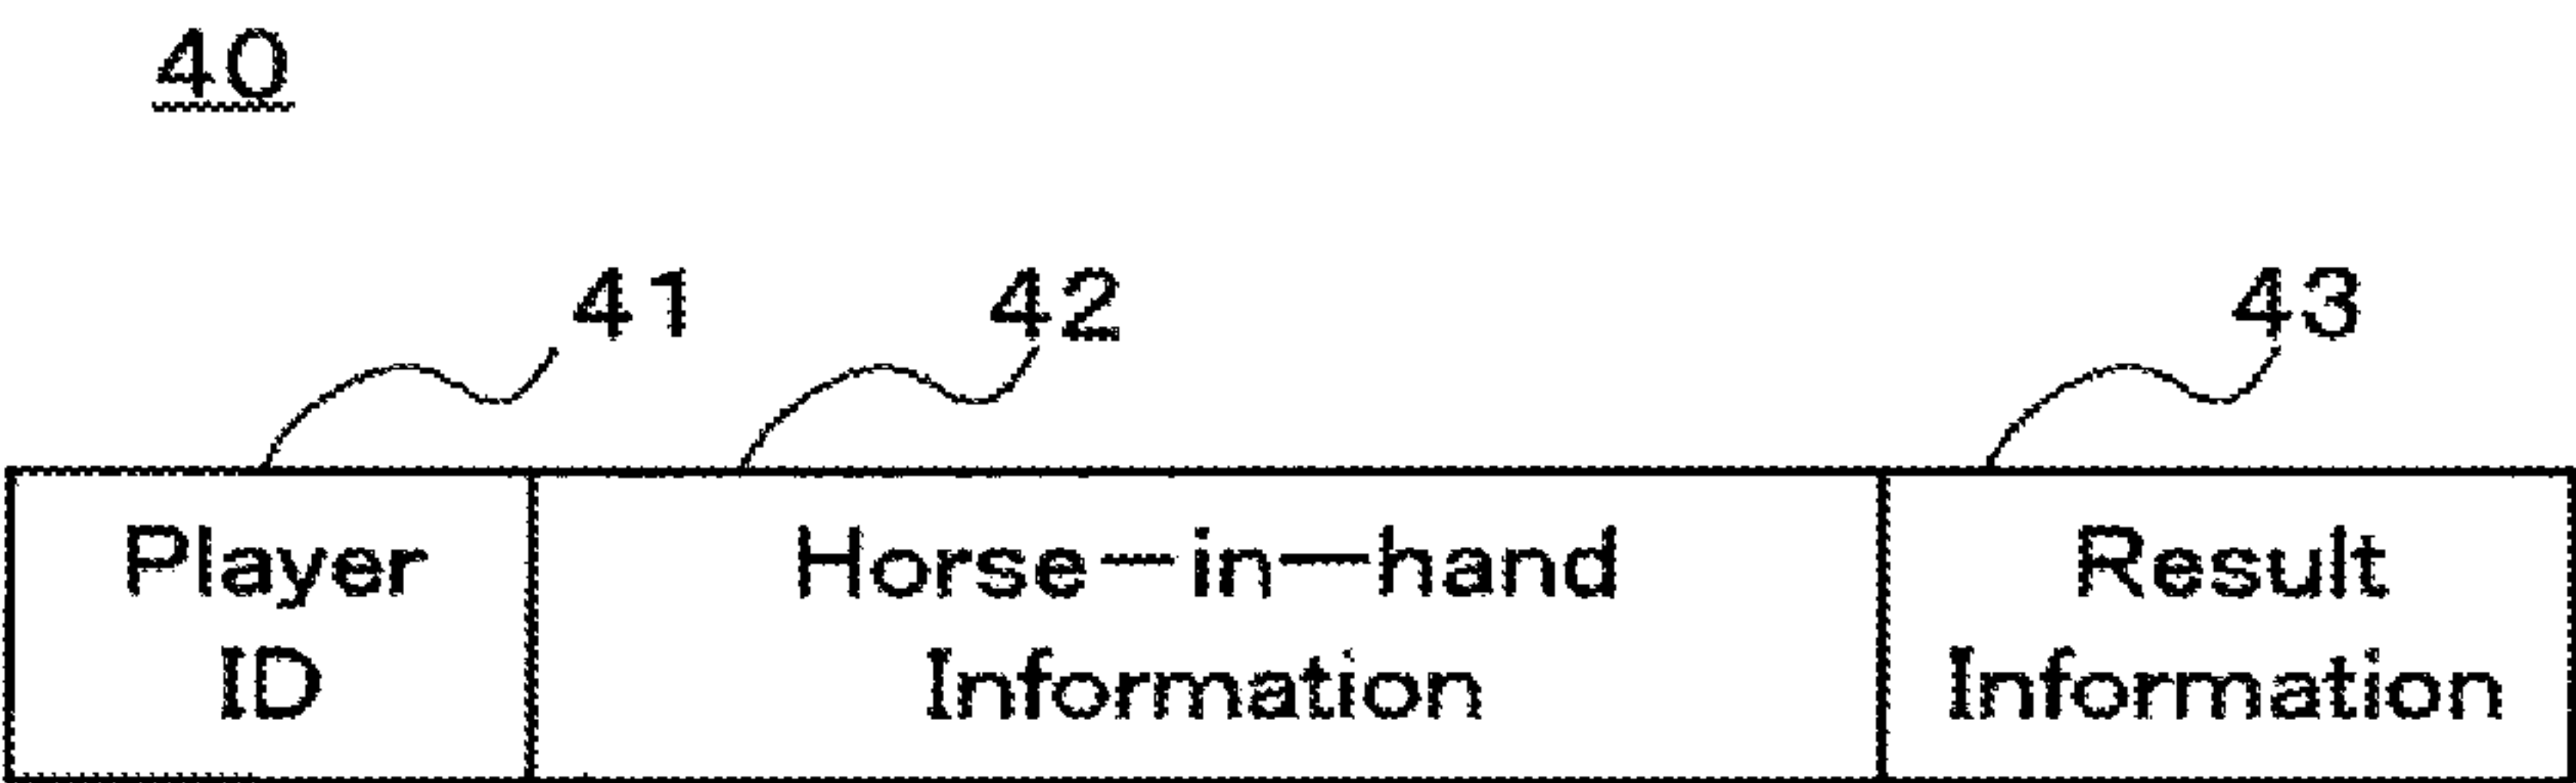 40
41 42 43
Player Horse-in-hand Result
ID Information Information